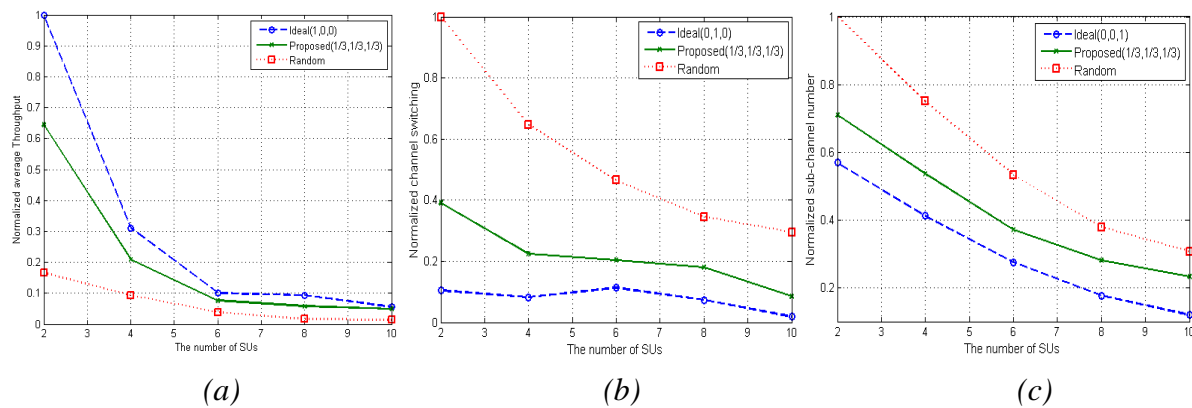 Normalized average Throughput
1
0.9
0.8
0.7
0.6
0.5
0.4
0.3
0.2
0.1
0
2 3 4 5 6 7 8 9 10
The number of SUs
Ideal(1,0,0)
Proposed(1/3,1/3,1/3)
Random
(a)
Normalized channel switching
1
0.8
0.6
0.4
0.2
0
2 3 4 5 6 7 8 9 10
The number of SUs
Ideal(0,1,0)
Proposed(1/3,1/3,1/3)
Random
(b)
Normalized sub-channel number
1
0.8
0.6
0.4
0.2
2 3 4 5 6 7 8 9 10
The number of SUs
Ideal(0,0,1)
Proposed(1/3,1/3,1/3)
Random
(c)